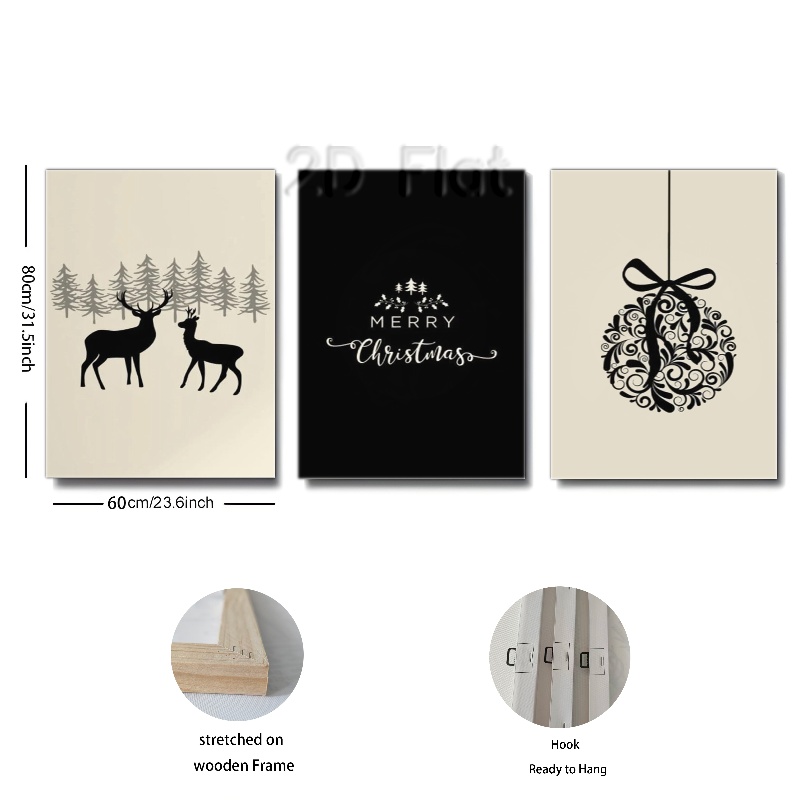 2D Flat
80cm/31.5inch
MERRY
Christmas
60cm/23.6inch
stretched on
wooden Frame
Hook
Ready to Hang